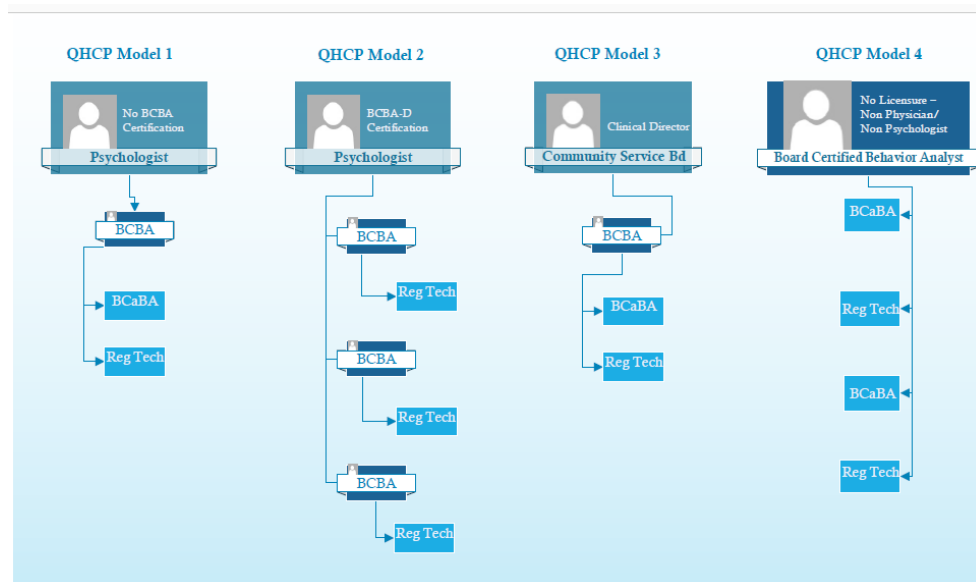 QHCP Model 1
No BCBA
Certification
Psychologist
BCBA
BCaBA
Reg Tech
QHCP Model 2
BCBA-D
Certification
Psychologist
BCBA
Reg Tech
BCBA
Reg Tech
BCBA
Reg Tech
QHCP Model 3
Clinical Director
Community Service Bd
BCBA
BCaBA
Reg Tech
QHCP Model 4
No Licensure –
Non Physician/
Non Psychologist
Board Certified Behavior Analyst
BCaBA
Reg Tech
BCaBA
Reg Tech